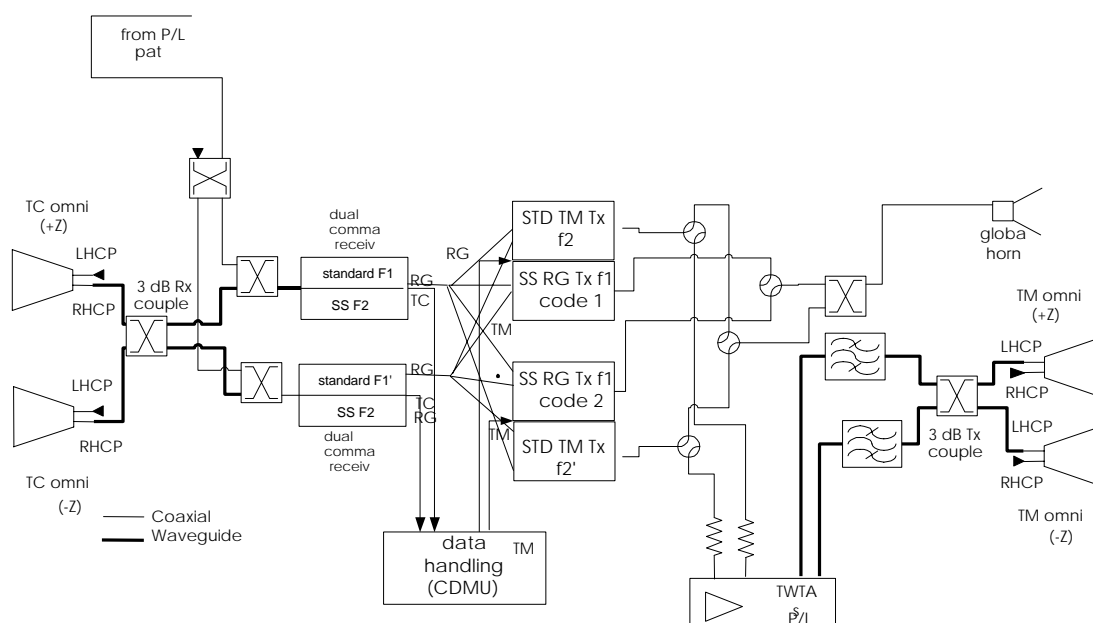 from P/L
pat
TC omni
(+Z)
LHCP
RHCP
3 dB Rx
couple
LHCP
RHCP
TC omni
(-Z)
Coaxial
Waveguide
dual
comma
receiv
standard F1
SS F2
RG
TC
standard F1'
SS F2
RG
TC
RG
dual
comma
receiv
RG
TM
TM
STD TM Tx
f2
SS RG Tx f1
code 1
SS RG Tx f1
code 2
STD TM Tx
f2'
data
handling
(CDMU)
TM
globa
horn
TM omni
(+Z)
LHCP
RHCP
LHCP
RHCP
3 dB Tx
couple
TM omni
(-Z)
TWTA
s
P/L